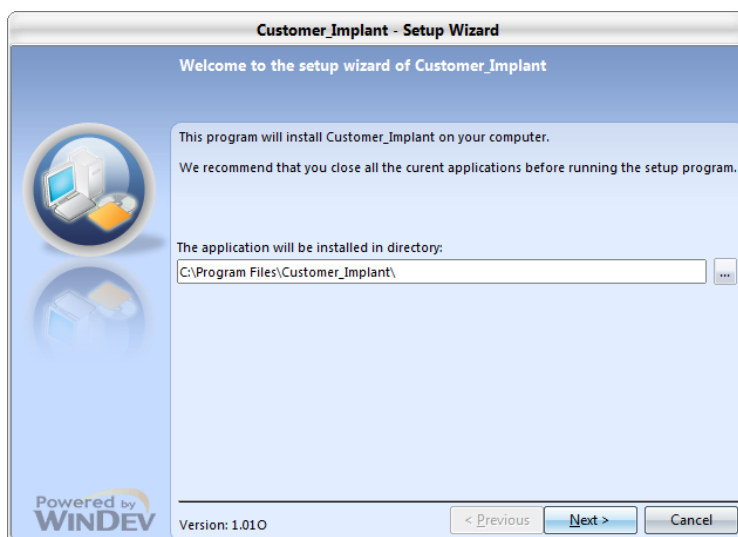 Customer_Implant - Setup Wizard
Welcome to the setup wizard of Customer_Implant
This program will install Customer_Implant on your computer.
We recommend that you close all the curent applications before running the setup program.
The application will be installed in directory:
C:\Program Files\Customer_Implant\
...
Powered by
WINDEV
Version: 1.01O
< Previous
Next >
Cancel